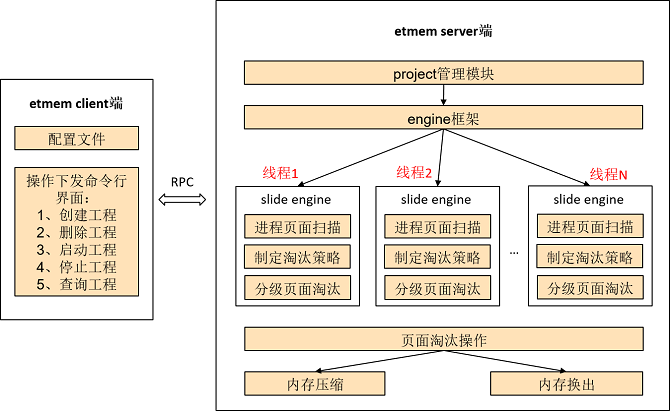 etmem client端
配置文件
操作下发命令行
界面：
1、创建工程
2、删除工程
3、启动工程
4、停止工程
5、查询工程
RPC
etmem server端
project管理模块
engine框架
线程1
线程2
线程N
slide engine
进程页面扫描
制定淘汰策略
分级页面淘汰
slide engine
进程页面扫描
制定淘汰策略
分级页面淘汰
...
slide engine
进程页面扫描
制定淘汰策略
分级页面淘汰
页面淘汰操作
内存压缩
内存换出